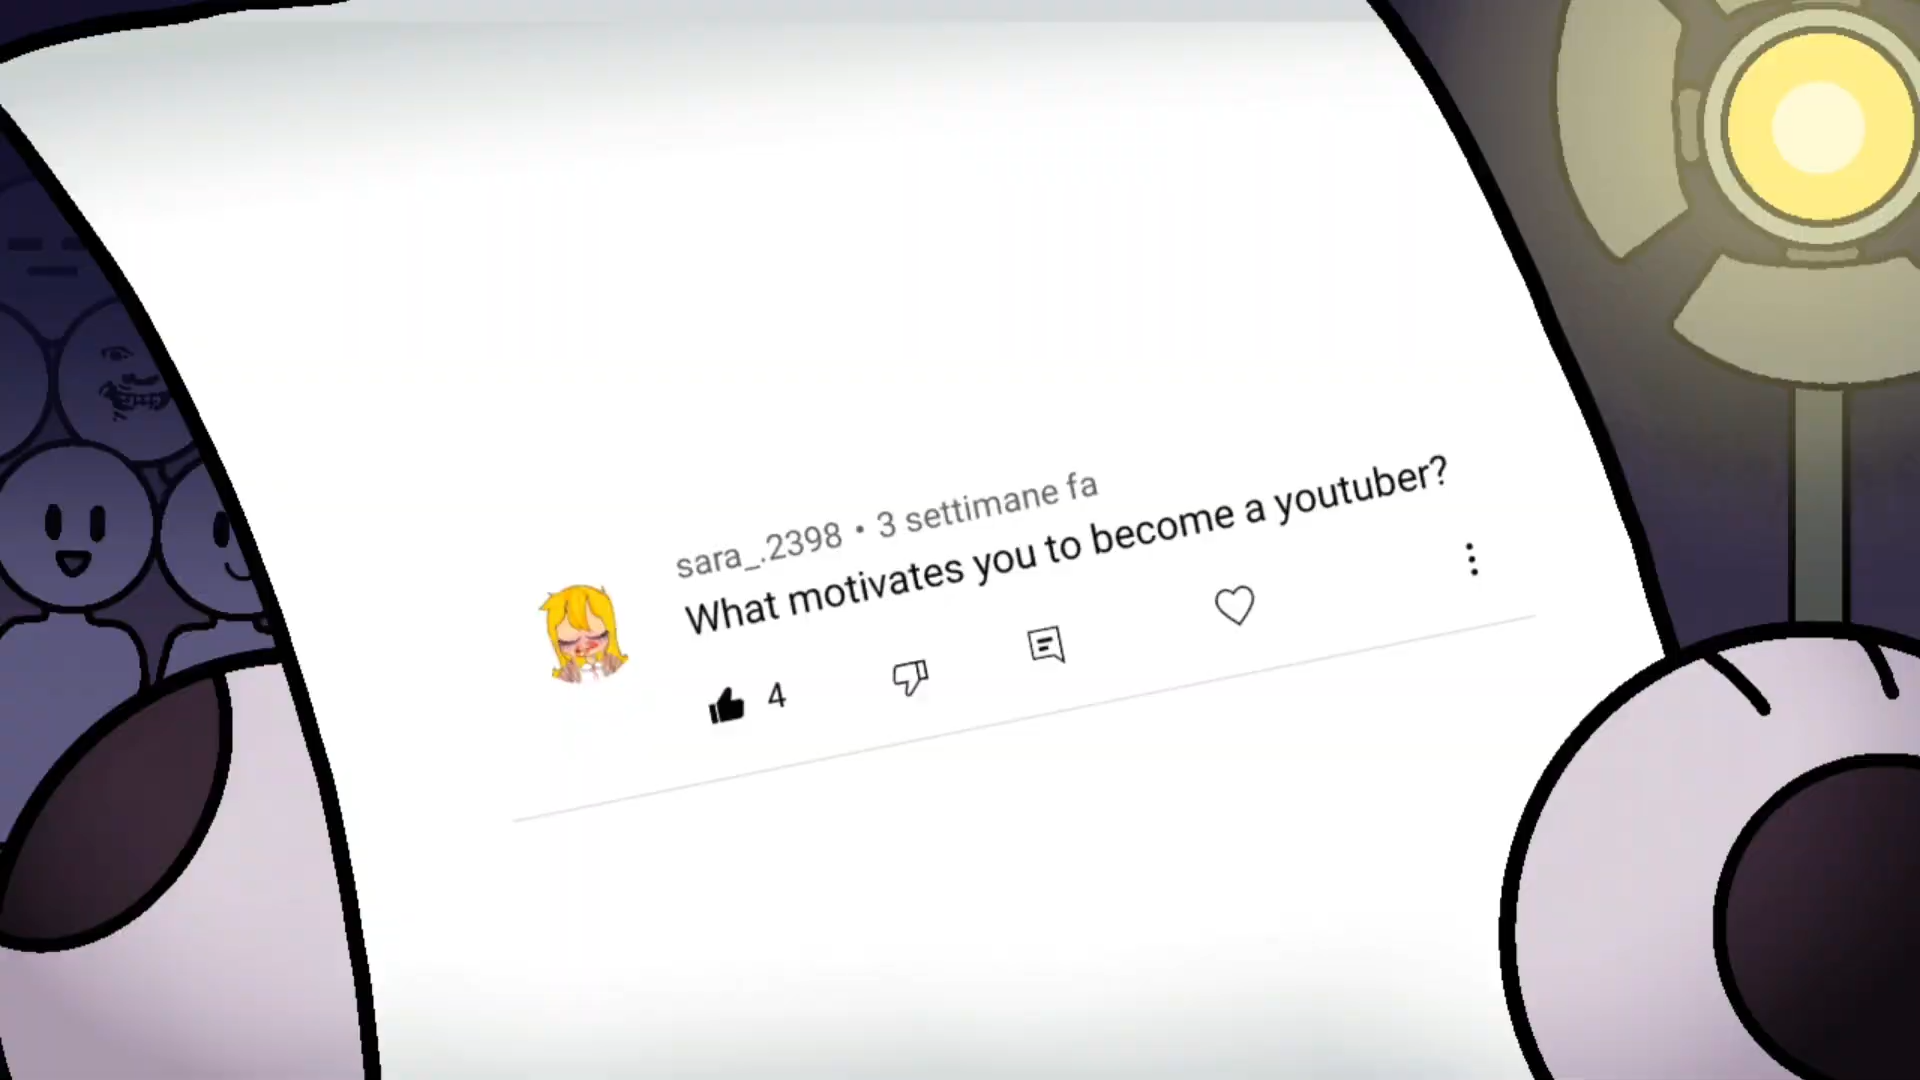 sara_.2398 • 3 settimane fa
What motivates you to become a youtuber?
4